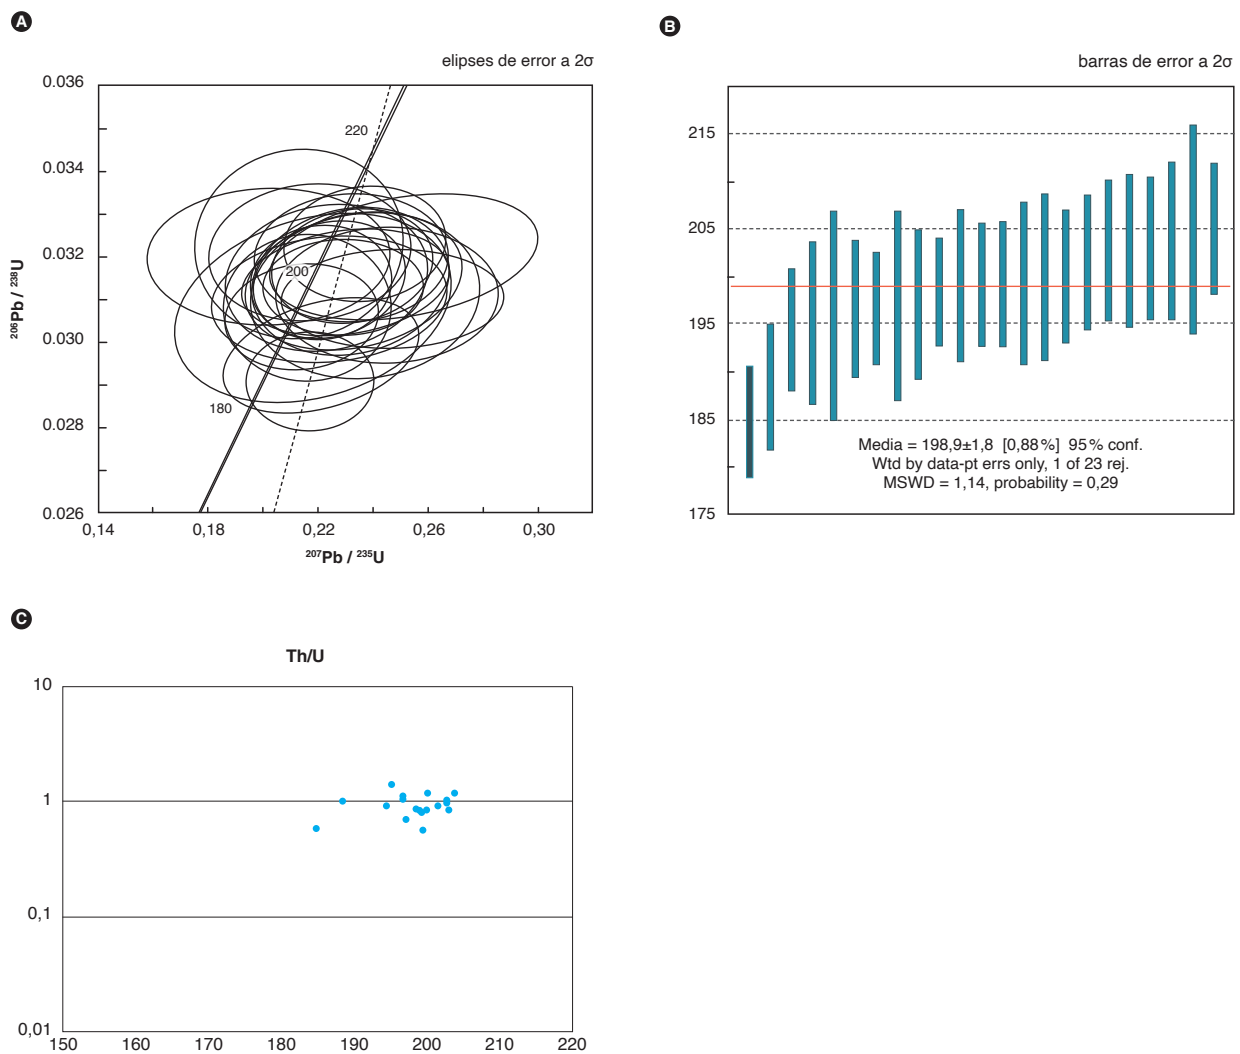 A
elipses de error a 2σ
0.036
0.034
0.032
0.030
0.028
0.026
206Pb / 238U
220
200
180
0,14
0,18
0,22
0,26
0,30
207Pb / 235U
B
barras de error a 2σ
215
205
195
185
175
Media = 198,9±1,8 [0,88%] 95% conf.
Wtd by data-pt errs only, 1 of 23 rej.
MSWD = 1,14, probability = 0,29
C
Th/U
10
1
0,1
0,01
150
160
170
180
190
200
210
220